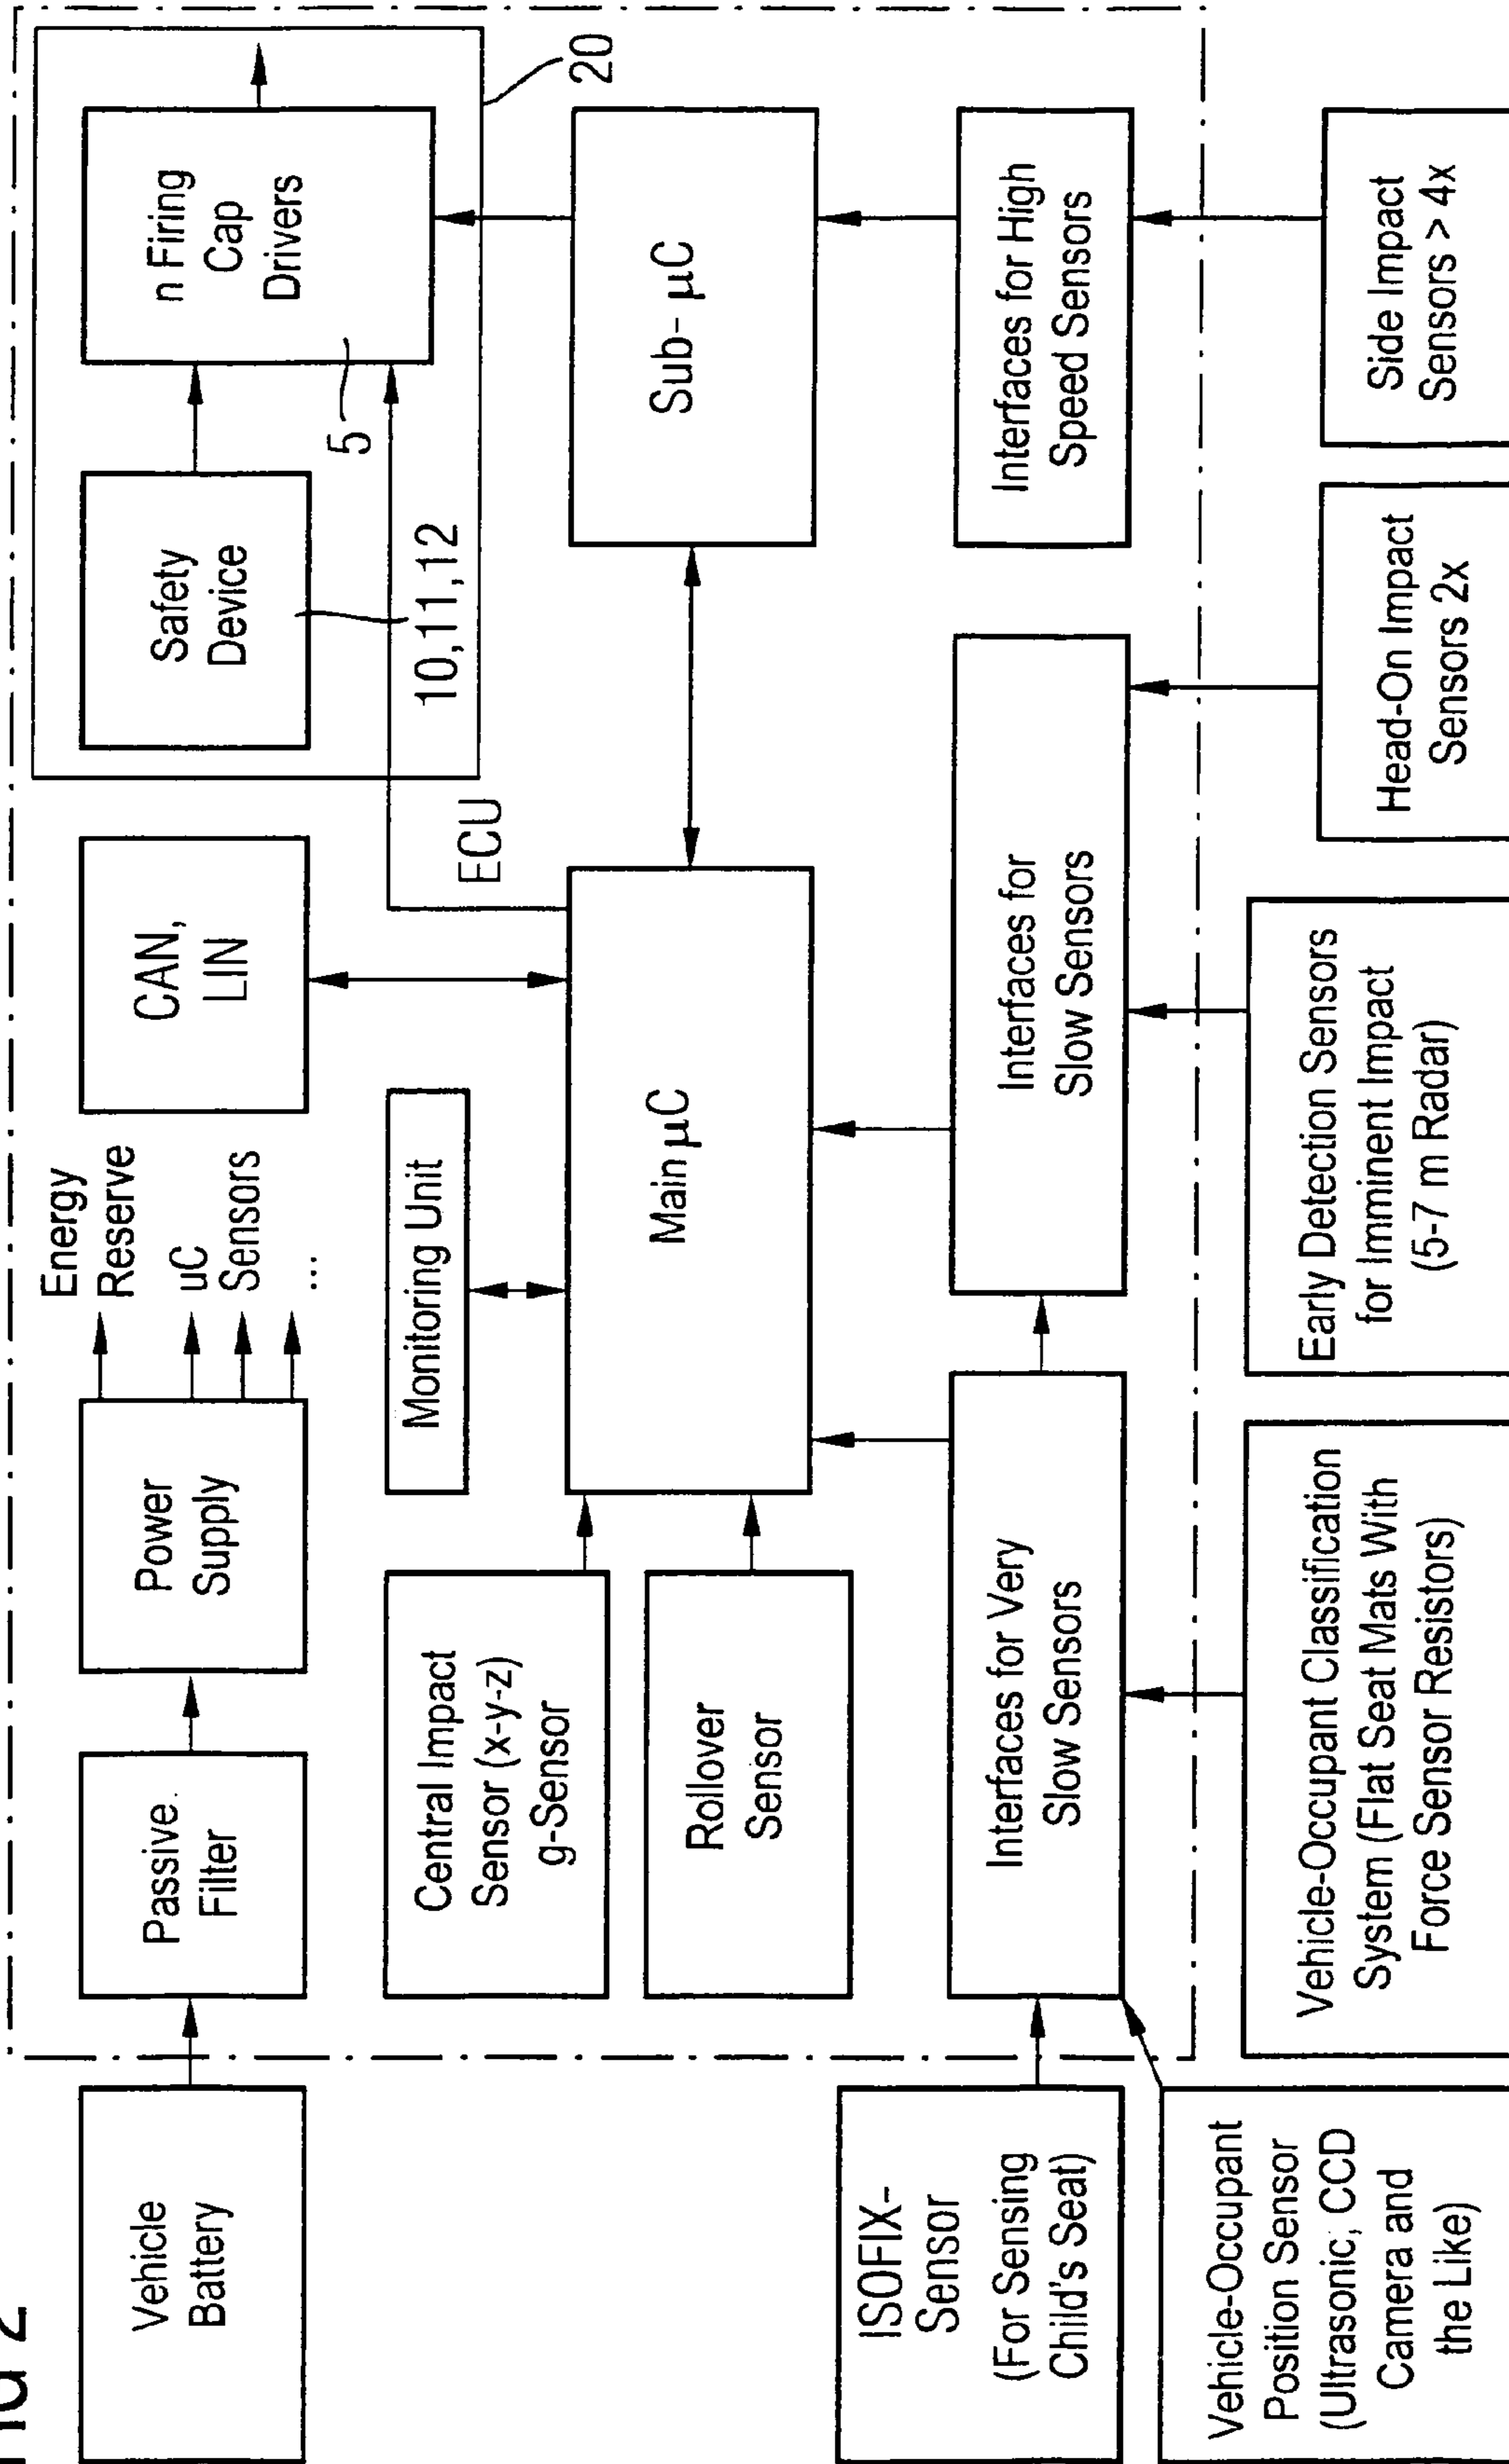 Vehicle
Battery
Passive
Filter
Power
Supply
Energy
Reserve
uC
Sensors
...
CAN,
LIN
Safety
Device
n Firing
Cap
Drivers
5
10,11,12
20
ECU
Monitoring Unit
Central Impact
Sensor (x-y-z)
g-Sensor
Rollover
Sensor
Main µC
Sub- µC
Interfaces for Very
Slow Sensors
Interfaces for
Slow Sensors
Interfaces for High
Speed Sensors
ISOFIX-
Sensor
(For Sensing
Child's Seat)
Vehicle-Occupant
Position Sensor
(Ultrasonic, CCD
Camera and
the Like)
Vehicle-Occupant Classification
System (Flat Seat Mats With
Force Sensor Resistors)
Early Detection Sensors
for Imminent Impact
(5-7 m Radar)
Head-On Impact
Sensors 2x
Side Impact
Sensors > 4x